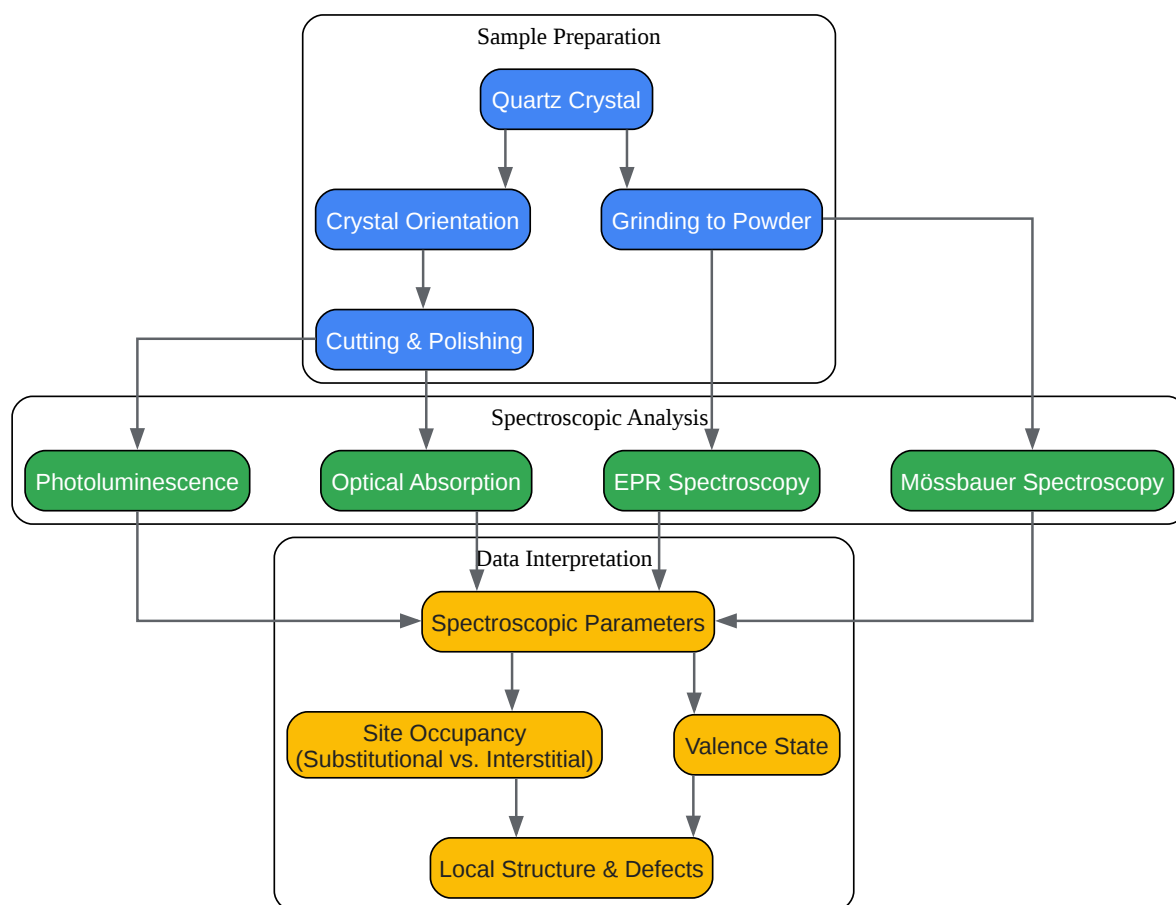 Sample Preparation
Quartz Crystal
Crystal Orientation
Grinding to Powder
Cutting & Polishing
Spectroscopic Analysis
Photoluminescence
Optical Absorption
EPR Spectroscopy
Mössbauer Spectroscopy
Data Interpretation
Spectroscopic Parameters
Site Occupancy
(Substitutional vs. Interstitial)
Valence State
Local Structure & Defects